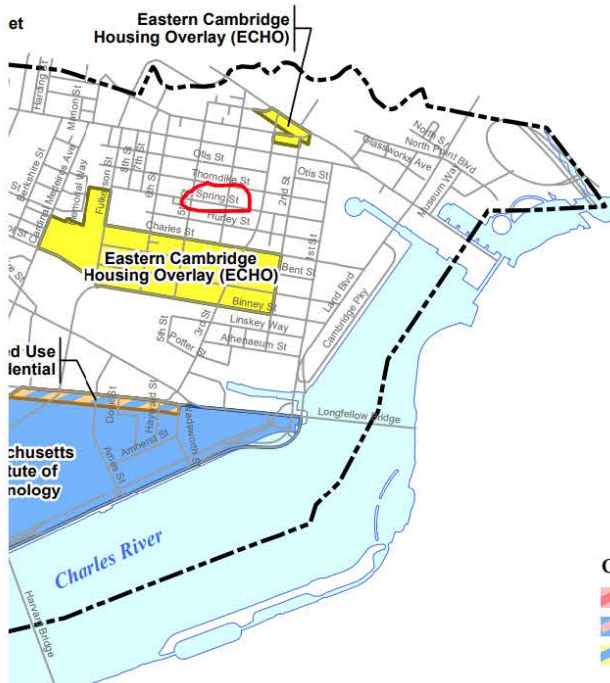 et
Eastern Cambridge
Housing Overlay (ECHO)
Harding St
Marion St
Berkshire St
Cardinal Medeiros Ave
Memorial Way
Fulkerson St
8th St
7th St
6th St
5th St
Otis St
Thorndike St
Spring St
Hurley St
Charles St
2nd St
Otis St
North St
North Point Blvd
Glassworks Ave
Museum Way
Eastern Cambridge
Housing Overlay (ECHO)
Bent St
1st St
Binney St
Land Blvd
Cambridge Pky
Linskey Way
Athenaeum St
3rd St
5th St
Potter St
ed Use
dential
Dock St
Hayward St
Wadsworth St
Amherst St
Ames St
Longfellow Bridge
chusetts
tute of
nology
Charles River
Harvard Bridge